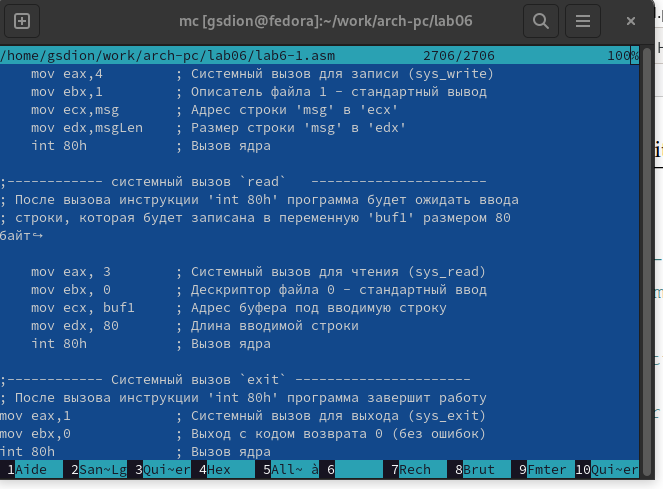 mc [gsdion@fedora]:~/work/arch-pc/lab06
/home/gsdion/work/arch-pc/lab06/lab6-1.asm 2706/2706 100%
mov eax,4 ; Системный вызов для записи (sys_write)
mov ebx,1 ; Описатель файла 1 - стандартный вывод
mov ecx,msg ; Адрес строки 'msg' в 'ecx'
mov edx,msgLen ; Размер строки 'msg' в 'edx'
int 80h ; Вызов ядра
;------------ системный вызов `read` ----------------------
; После вызова инструкции 'int 80h' программа будет ожидать ввода
; строки, которая будет записана в переменную 'buf1' размером 80
байт↪
mov eax, 3 ; Системный вызов для чтения (sys_read)
mov ebx, 0 ; Дескриптор файла 0 - стандартный ввод
mov ecx, buf1 ; Адрес буфера под вводимую строку
mov edx, 80 ; Длина вводимой строки
int 80h ; Вызов ядра
;------------ Системный вызов `exit` ----------------------
; После вызова инструкции 'int 80h' программа завершит работу
mov eax,1 ; Системный вызов для выхода (sys_exit)
mov ebx,0 ; Выход с кодом возврата 0 (без ошибок)
int 80h ; Вызов ядра
1Aide 2San~Lg 3Qui~er 4Hex 5All~ à 6 7Rech 8Brut 9Fmter 10Qui~er